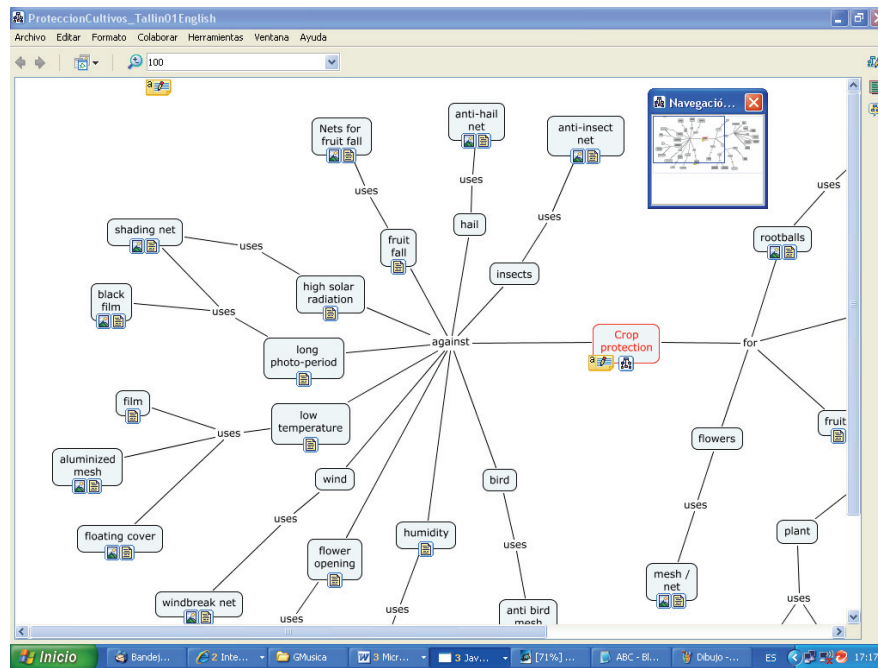 ProteccionCultivos_Tallin01English
Archivo Editar Formato Colaborar Herramientas Ventana Ayuda
100
Navegació...
Nets for
fruit fall
anti-hail
net
anti-insect
net
uses
uses
uses
uses
shading net
uses
fruit
fall
hail
insects
rootballs
black
film
high solar
radiation
uses
long
photo-period
against
Crop
protection
for
film
low
temperature
uses
aluminized
mesh
wind
bird
flowers
fruit
floating cover
uses
flower
opening
humidity
uses
uses
plant
windbreak net
uses
uses
anti bird
mesh
mesh /
net
uses
Inicio
Bandej...
2 Inte...
GMusica
3 Micr...
3 Jav...
[71%] ...
ABC - Bl...
Dibujo -...
ES
17:17